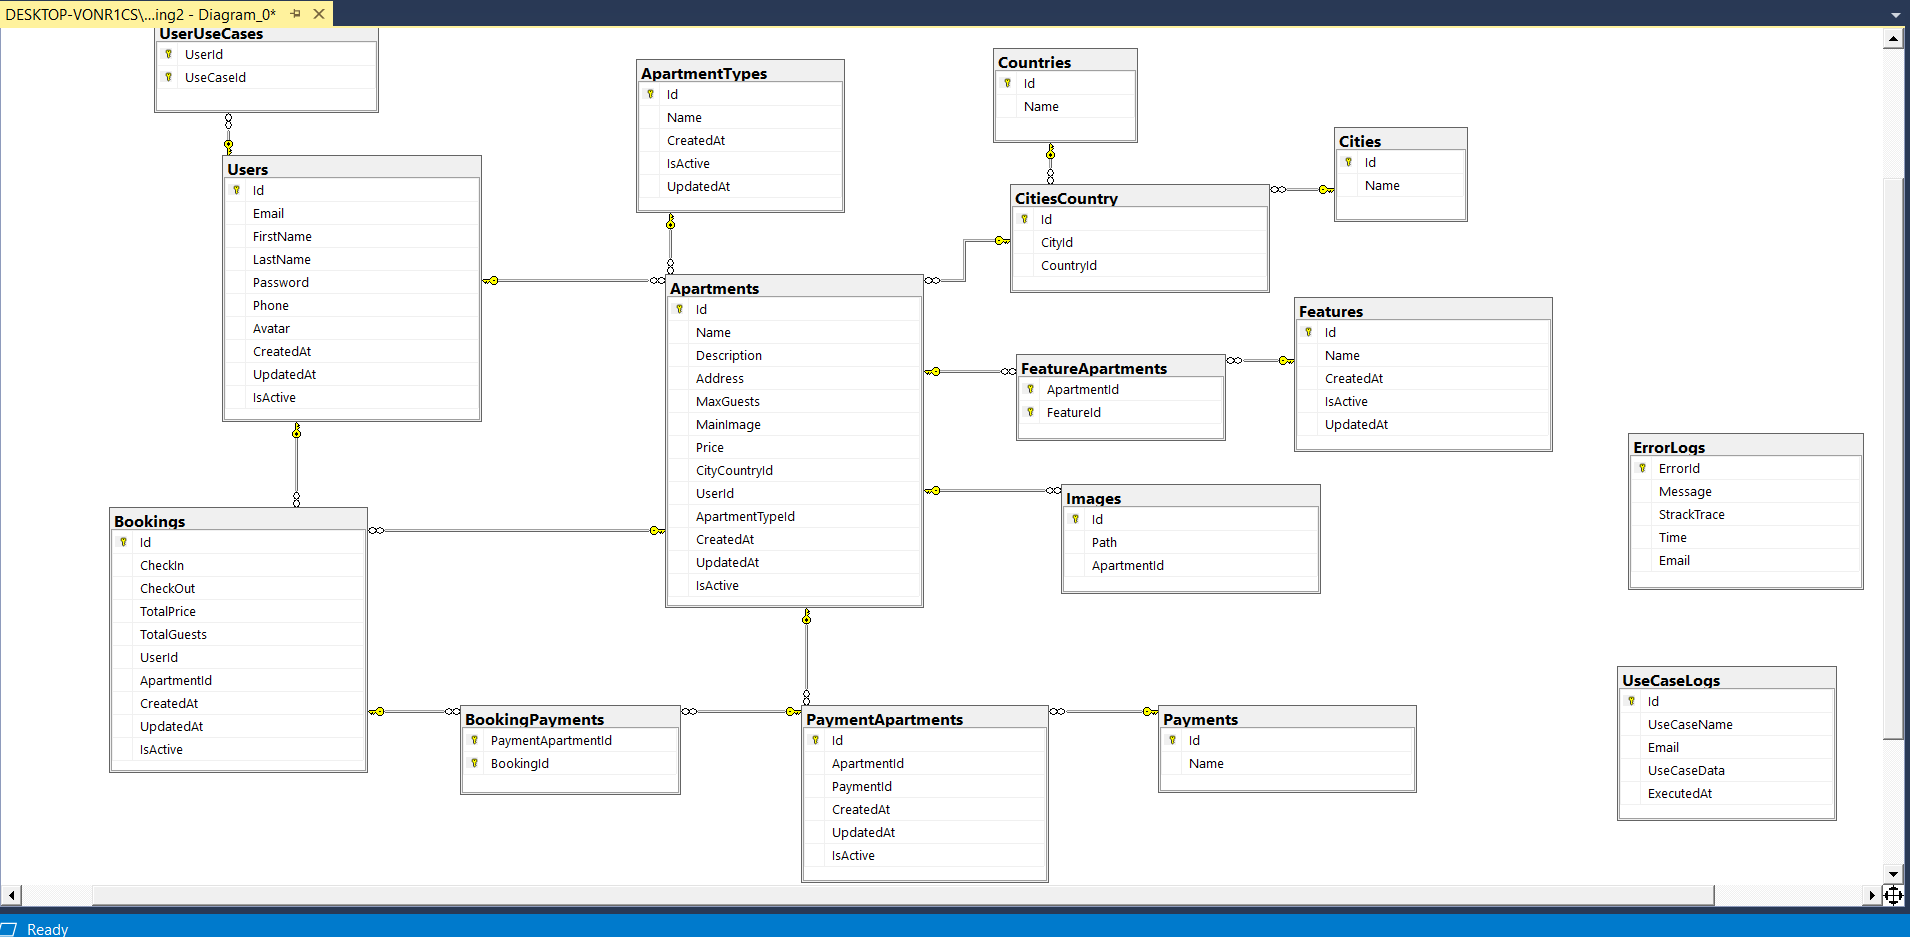 DESKTOP-VONR1CS\...ing2 - Diagram_0*
UserUseCases
UserId
UseCaseId
Users
Id
Email
FirstName
LastName
Password
Phone
Avatar
CreatedAt
UpdatedAt
IsActive
Bookings
Id
CheckIn
CheckOut
TotalPrice
TotalGuests
UserId
ApartmentId
CreatedAt
UpdatedAt
IsActive
ApartmentTypes
Id
Name
CreatedAt
IsActive
UpdatedAt
Apartments
Id
Name
Description
Address
MaxGuests
MainImage
Price
CityCountryId
UserId
ApartmentTypeId
CreatedAt
UpdatedAt
IsActive
BookingPayments
PaymentApartmentId
BookingId
PaymentApartments
Id
ApartmentId
PaymentId
CreatedAt
UpdatedAt
IsActive
Payments
Id
Name
Countries
Id
Name
Cities
Id
Name
CitiesCountry
Id
CityId
CountryId
FeatureApartments
ApartmentId
FeatureId
Features
Id
Name
CreatedAt
IsActive
UpdatedAt
Images
Id
Path
ApartmentId
ErrorLogs
ErrorId
Message
StrackTrace
Time
Email
UseCaseLogs
Id
UseCaseName
Email
UseCaseData
ExecutedAt
Ready